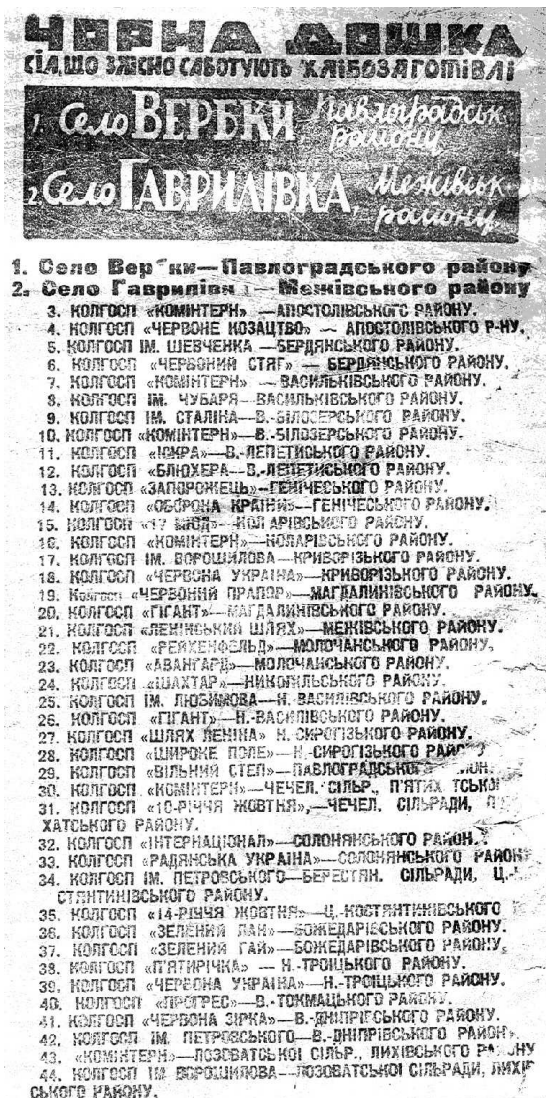 ЧОРНА ДОШКА
СІЛ, ЩО ЗЛІСНО САБОТУЮТЬ ХЛІБОЗАГОТІВЛІ
1. Село ВЕРБКИ Павлоградськ.
району
2. Село ГАВРИЛІВКА, Межівськ.
району
1. Село Вербки—Павлоградського району
2. Село Гаврилівка—Межівського району
3. КОЛГОСП «КОМІНТЕРН» —АПОСТОЛІВСЬКОГО РАЙОНУ.
4. КОЛГОСП «ЧЕРВОНЕ КОЗАЦТВО» — АПОСТОЛІВСЬКОГО Р-НУ.
5. КОЛГОСП ІМ. ШЕВЧЕНКА —БЕРДЯНСЬКОГО РАЙОНУ.
6. КОЛГОСП «ЧЕРВОНИЙ СТЯГ» — БЕРДЯНСЬКОГО РАЙОНУ.
7. КОЛГОСП «КОМІНТЕРН» —ВАСИЛЬКІВСЬКОГО РАЙОНУ.
8. КОЛГОСП ІМ. ЧУБАРЯ—ВАСИЛЬКІВСЬКОГО РАЙОНУ.
9. КОЛГОСП ІМ. СТАЛІНА—В.-БІЛОЗЕРСЬКОГО РАЙОНУ.
10. КОЛГОСП «КОМІНТЕРН»—В.-БІЛОЗЕРСЬКОГО РАЙОНУ.
11. КОЛГОСП «ІСКРА»—В.-ЛЕПЕТИСЬКОГО РАЙОНУ.
12. КОЛГОСП «БЛЮХЕРА—В.-ЛЕПЕТИСЬКОГО РАЙОНУ.
13. КОЛГОСП «ЗАПОРОЖЕЦЬ»—ГЕНІЧЕСЬКОГО РАЙОНУ.
14. КОЛГОСП «ОБОРОНА КРАЇНИ»—ГЕНІЧЕСЬКОГО РАЙОНУ.
15. КОЛГОСП «17 МЮД»—КОЛАРІВСЬКОГО РАЙОНУ.
16. КОЛГОСП «КОМІНТЕРН»—КОЛАРІВСЬКОГО РАЙОНУ.
17. КОЛГОСП ІМ. ВОРОШИЛОВА—КРИВОРІЗЬКОГО РАЙОНУ.
18. КОЛГОСП «ЧЕРВОНА УКРАЇНА»—КРИВОРІЗЬКОГО РАЙОНУ.
19. Колгосп «ЧЕРВОНИЙ ПРАПОР»—МАГДАЛИНІВСЬКОГО РАЙОНУ.
20. КОЛГОСП «ГІГАНТ»—МАГДАЛИНІВСЬКОГО РАЙОНУ.
21. КОЛГОСП «ЛЕНІНСЬКИЙ ШЛЯХ»—МЕЖІВСЬКОГО РАЙОНУ.
22. КОЛГОСП «РЕЙХЕНФЕЛЬД»—МОЛОЧАНСЬКОГО РАЙОНУ,
23. КОЛГОСП «АВАНГАРД»—МОЛОЧАНСЬКОГО РАЙОНУ.
24. КОЛГОСП «ШАХТАР»—НИКОПІЛЬСЬКОГО РАЙОНУ.
25. КОЛГОСП ІМ. ЛЮБИМОВА—Н.-ВАСИЛІВСЬКОГО РАЙОНУ.
26. КОЛГОСП «ГІГАНТ»—Н.-ВАСИЛІВСЬКОГО РАЙОНУ.
27. КОЛГОСП «ШЛЯХ ЛЕНІНА» Н.-СИРОГІЗЬКОГО РАЙОНУ.
28. КОЛГОСП «ШИРОКЕ ПОЛЕ»—Н.-СИРОГІЗЬКОГО
29. КОЛГОСП «ВІЛЬНИЙ СТЕП»—ПАВЛОГРАДСЬКОГО
30. КОЛГОСП «КОМІНТЕРН»—ЧЕЧЕЛ. СІЛЬР.,
31. КОЛГОСП «10-РІЧЧЯ ЖОВТНЯ»,—ЧЕЧЕЛ. СІЛЬРАДИ,
ХАТСЬКОГО РАЙОНУ.
32. КОЛГОСП «ІНТЕРНАЦІОНАЛ»—СОЛОНЯНСЬКОГО РАЙОН.
33. КОЛГОСП «РАДЯНСЬКА УКРАЇНА»—СОЛОНЯНСЬКОГО РАЙОН
34. КОЛГОСП ІМ. ПЕТРОВСЬКОГО—БЕРЕСТЯН. СІЛЬРАДИ, Ц.-
СТЯНТИНІВСЬКОГО РАЙОНУ.
35. КОЛГОСП «14-РІЧЧЯ ЖОВТНЯ»—Ц.-КОСТЯНТИНІВСЬКОГО
36. КОЛГОСП «ЗЕЛЕНИЙ ЛАН»—БОЖЕДАРІВСЬКОГО РАЙОНУ.
37. КОЛГОСП «ЗЕЛЕНИЙ ГАЙ»—БОЖЕДАРІВСЬКОГО РАЙОНУ.
38. КОЛГОСП «П'ЯТИРІЧКА» — Н.-ТРОЇЦЬКОГО РАЙОНУ.
39. КОЛГОСП «ЧЕРВОНА УКРАЇНА»—Н.-ТРОЇЦЬКОГО РАЙОНУ.
40. КОЛГОСП «ПРОГРЕС»—В.-ТОКМАЦЬКОГО РАЙОНУ.
41. КОЛГОСП «ЧЕРВОНА ЗІРКА»—В.-ДНІПРІВСЬКОГО РАЙОНУ.
42. КОЛГОСП ІМ. ПЕТРОВСЬКОГО—В.-ДНІПРІВСЬКОГО РАЙОН
43. «КОМІНТЕРН»—ЛОЗОВАТСЬКОЇ СІЛЬР., ЛИХІВСЬКОГО
44. КОЛГОСП ІМ ВОРОШИЛОВА—ЛОЗОВАТСЬКОЇ СІЛЬРАДИ, ЛИХІВ
СЬКОГО РАЙОНУ.